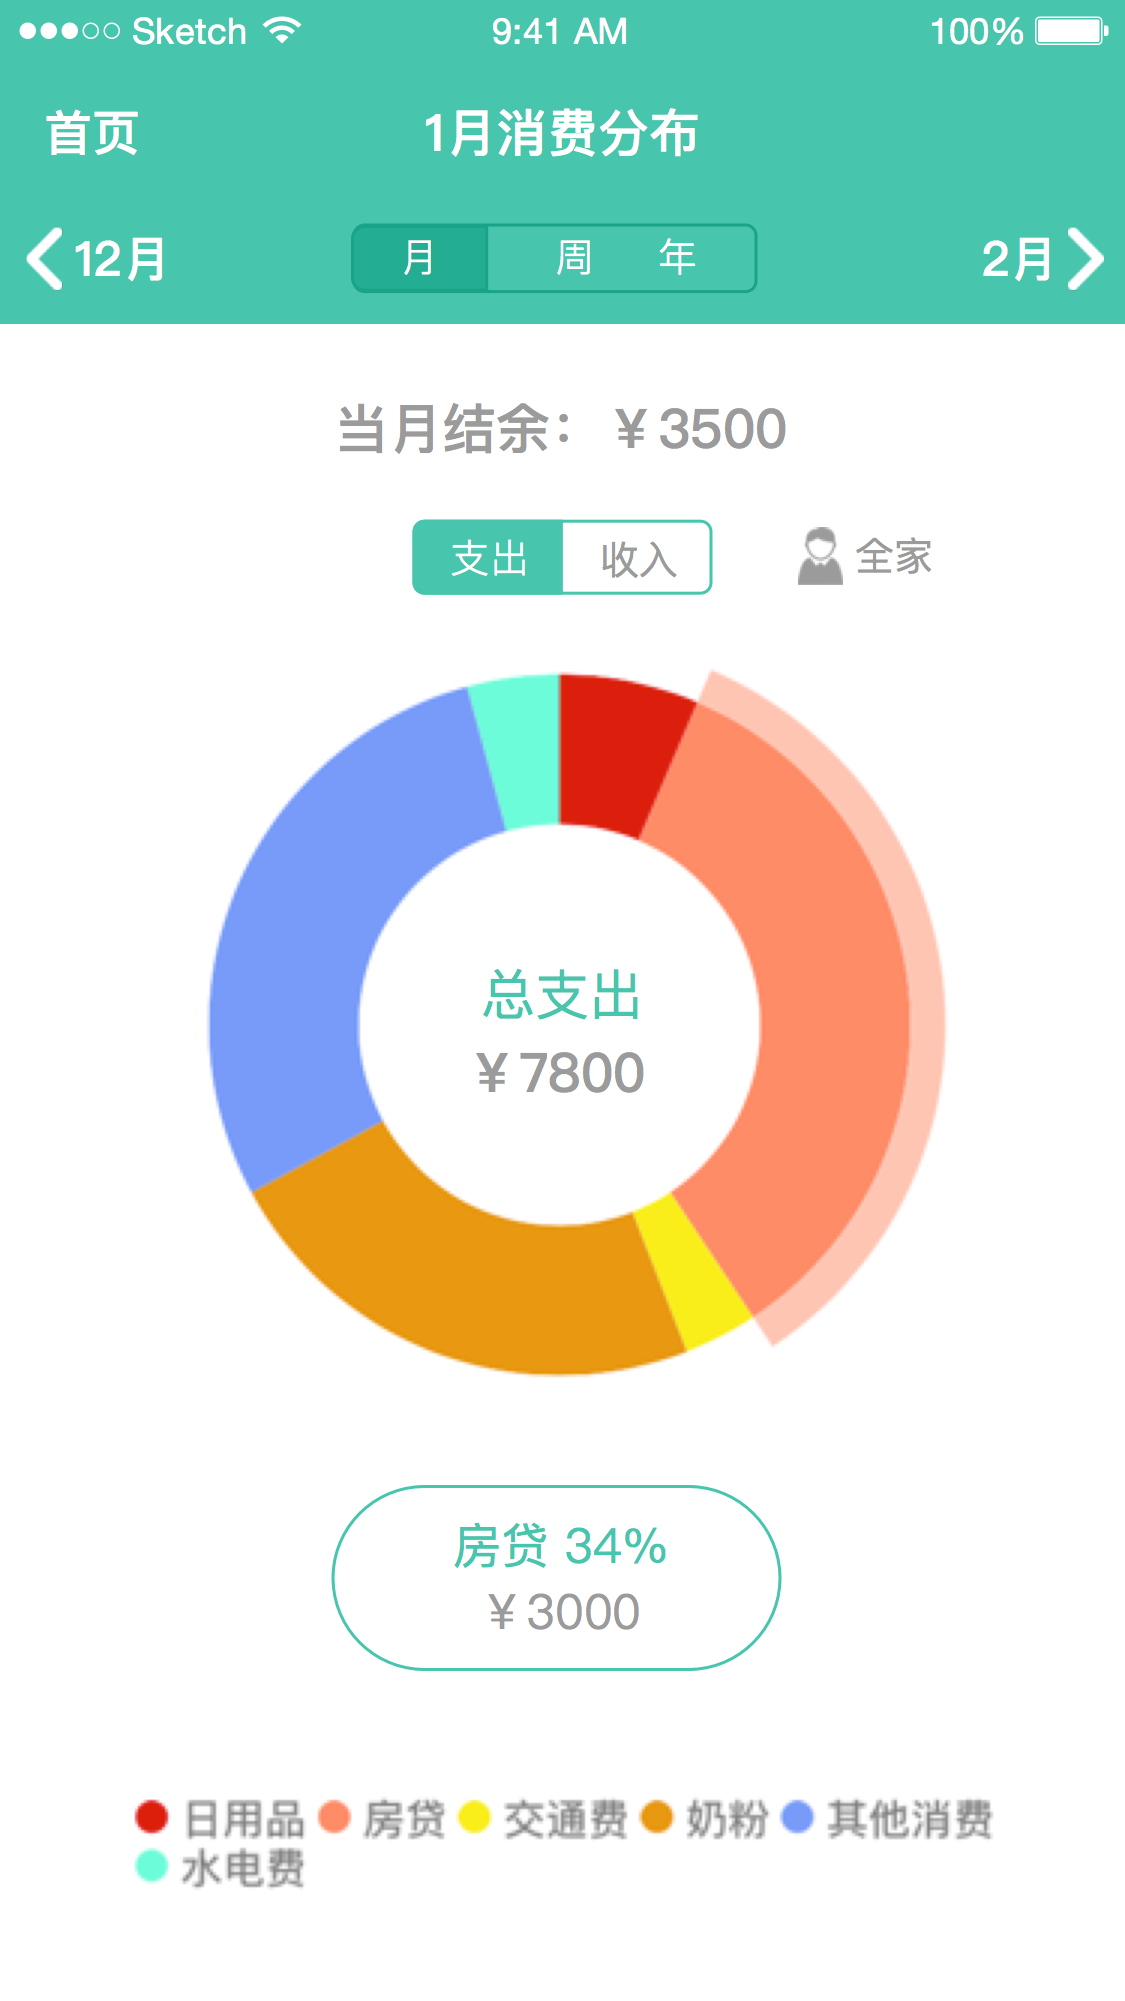 Sketch 9:41 AM 100%
首页 1月消费分布
12月 月 周 年 2月
当月结余： ¥ 3500
支出 收入 全家
总支出
¥ 7800
房贷 34%
¥ 3000
日用品 房贷 交通费 奶粉 其他消费
水电费